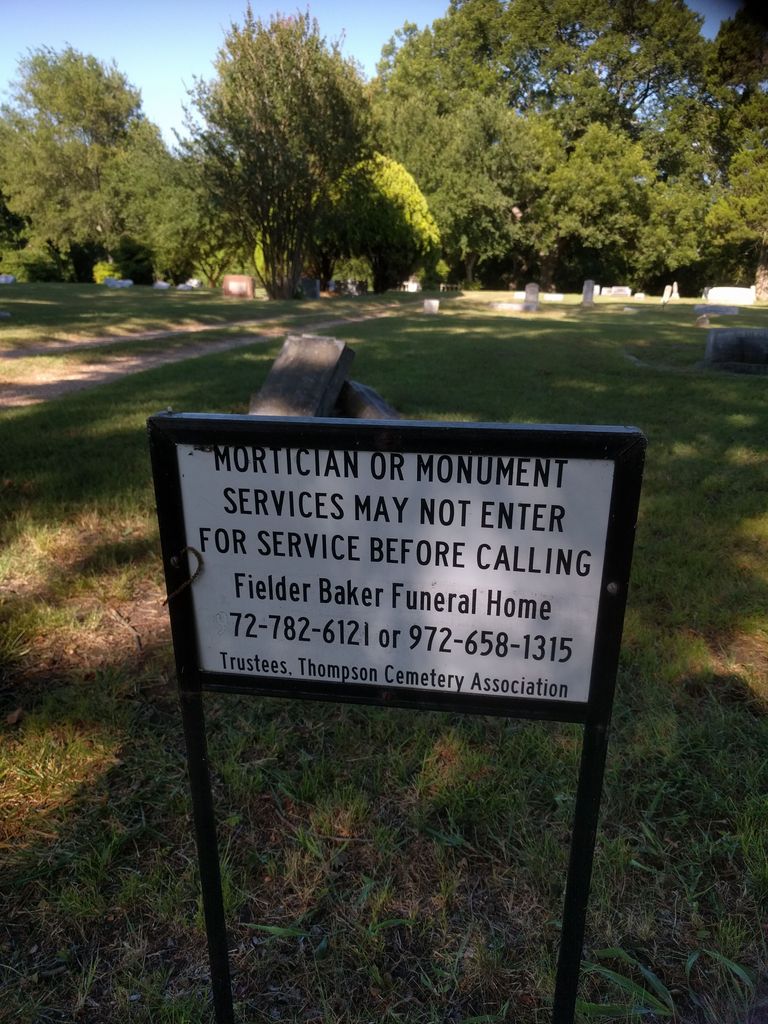 MORTICIAN OR MONUMENT
SERVICES MAY NOT ENTER
FOR SERVICE BEFORE CALLING
Fielder Baker Funeral Home
72-782-6121 or 972-658-1315
Trustees. Thompson Cemetery Association